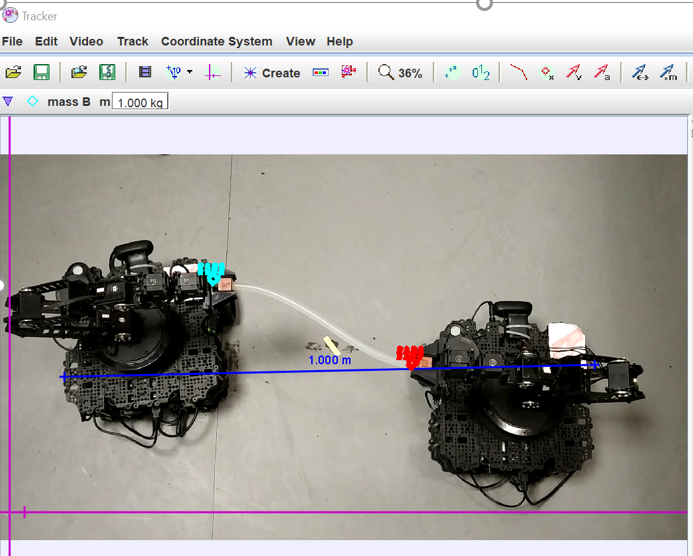 Tracker
File Edit Video Track Coordinate System View Help
Create 36%
mass B m 1.000 kg
1.000 m